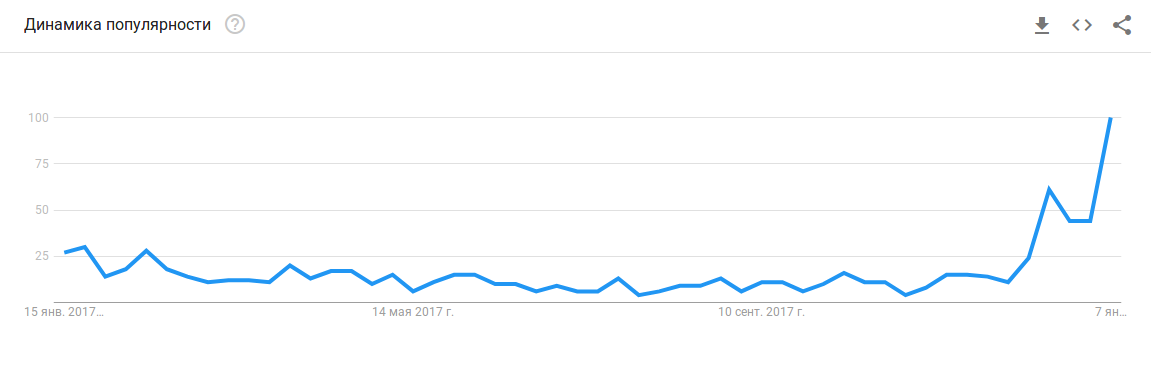 Динамика популярности ?
100
75
50
25
15 янв. 2017…
14 мая 2017 г.
10 сент. 2017 г.
7 ян…